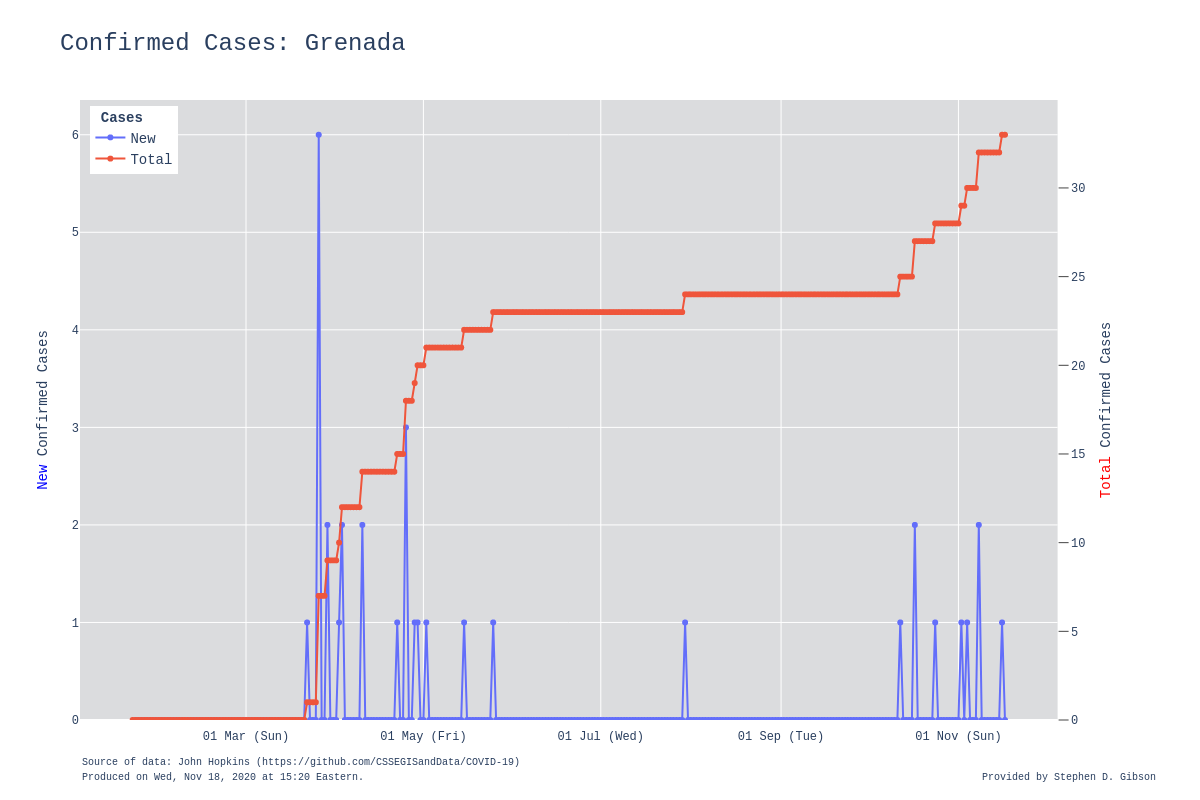 Confirmed Cases: Grenada
Cases
New
Total
6
5
4
3
2
1
0
New Confirmed Cases
30
25
20
15
10
5
0
Total Confirmed Cases
01 Mar (Sun)
01 May (Fri)
01 Jul (Wed)
01 Sep (Tue)
01 Nov (Sun)
Source of data: John Hopkins (https://github.com/CSSEGISandData/COVID-19)
Produced on Wed, Nov 18, 2020 at 15:20 Eastern.
Provided by Stephen D. Gibson